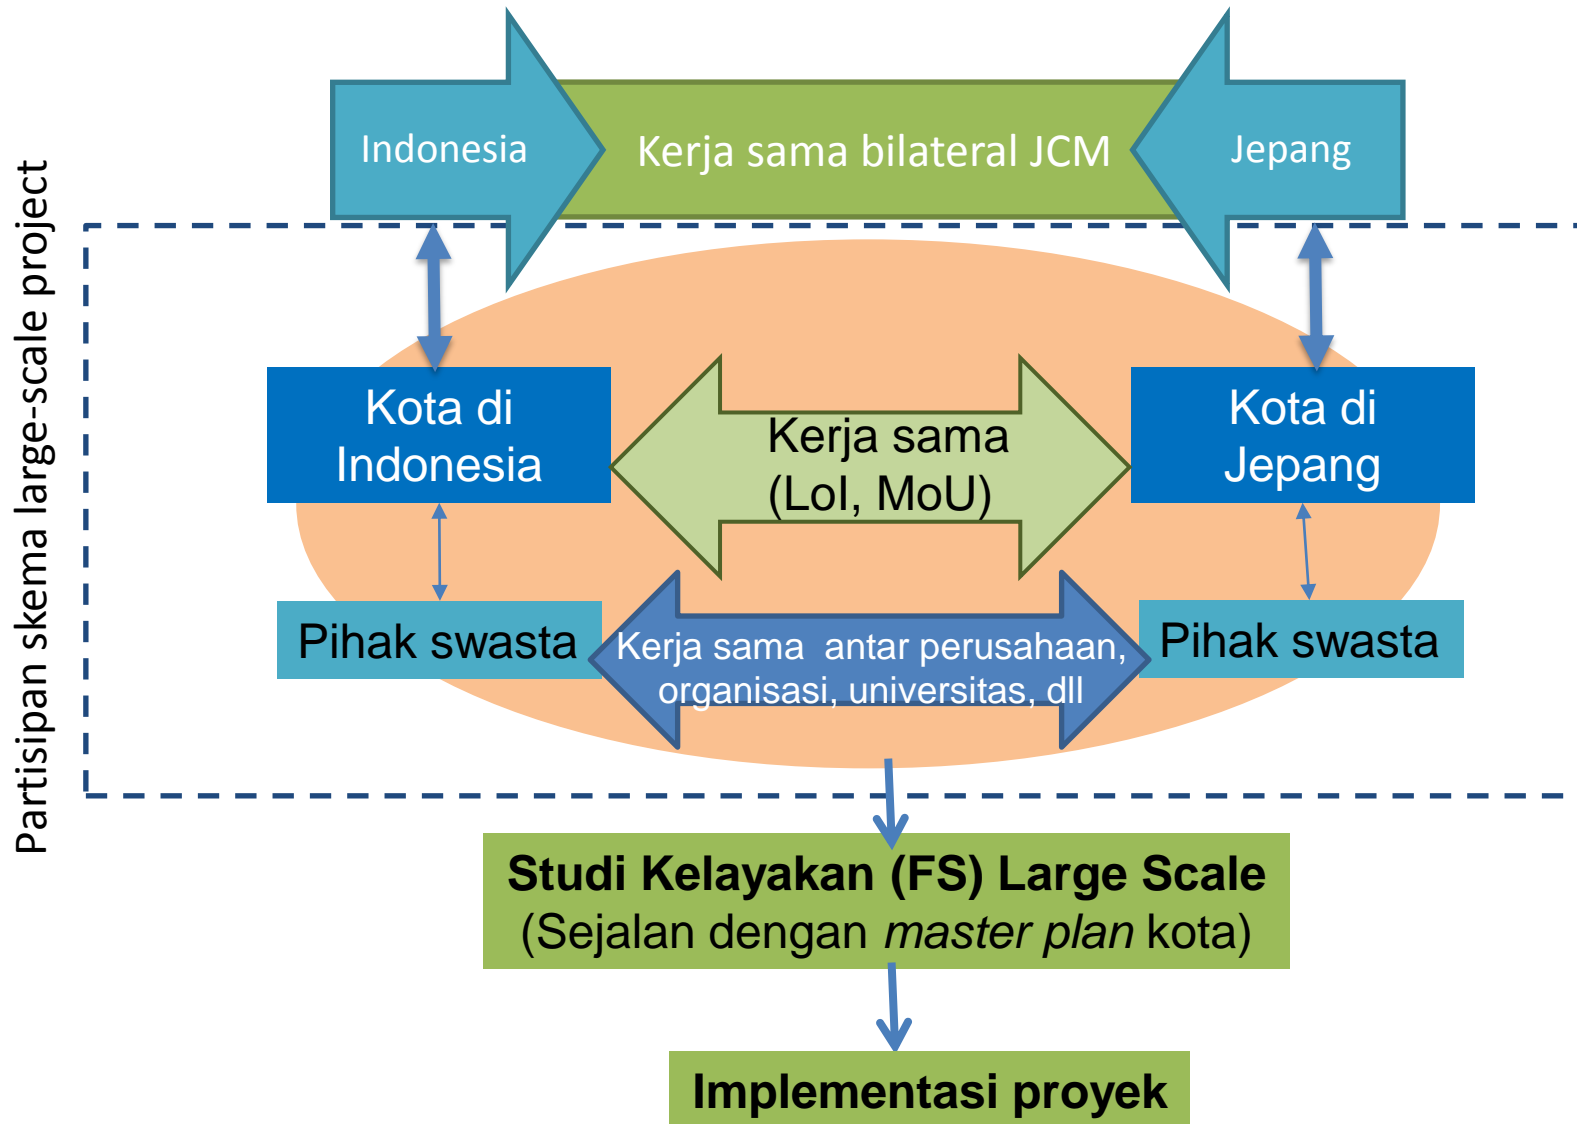 Partisipan skema large-scale project
Indonesia
Kerja sama bilateral JCM
Jepang
Kota di
Indonesia
Kerja sama
(LoI, MoU)
Kota di
Jepang
Pihak swasta
Kerja sama antar perusahaan,
organisasi, universitas, dll
Pihak swasta
Studi Kelayakan (FS) Large Scale
(Sejalan dengan master plan kota)
Implementasi proyek